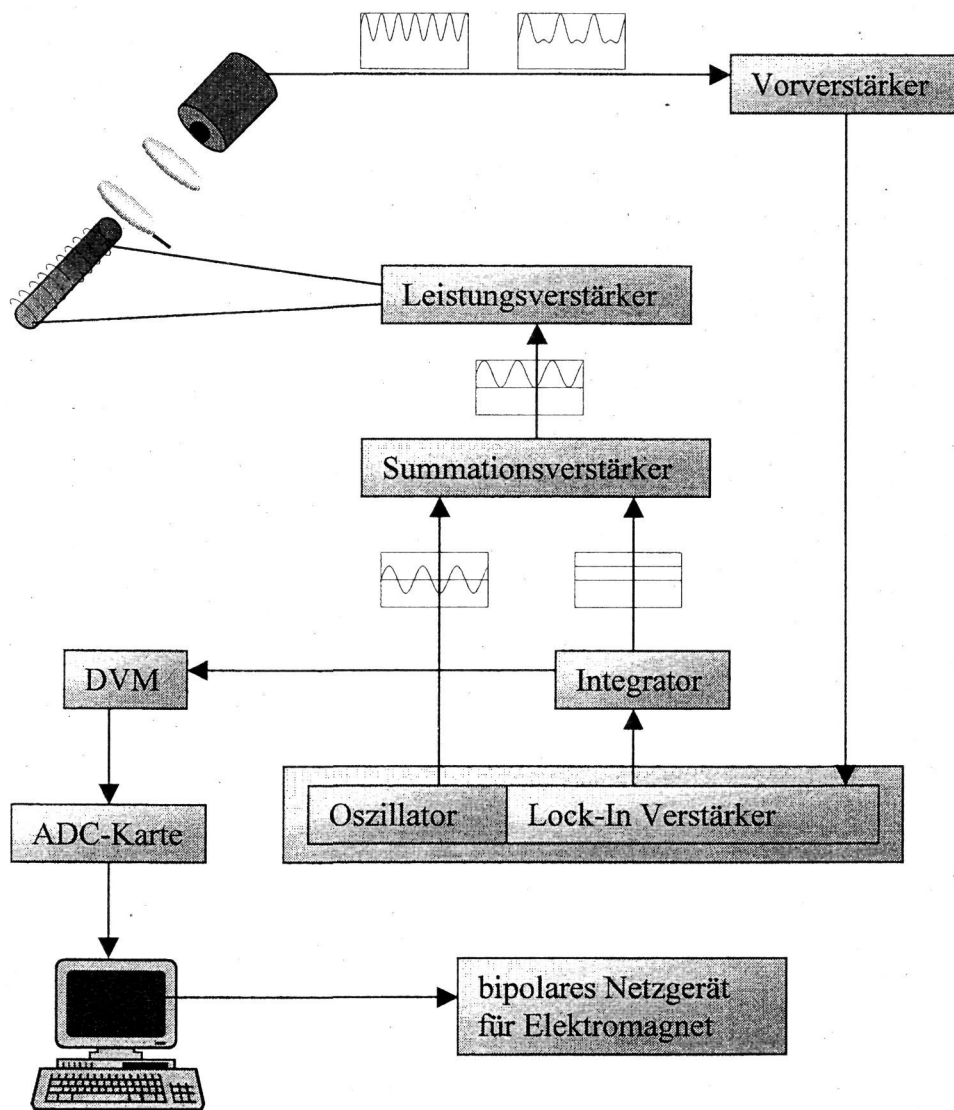 Vorverstärker
Leistungsverstärker
Summationsverstärker
DVM
Integrator
Oszillator
Lock-In Verstärker
ADC-Karte
bipolares Netzgerät
für Elektromagnet